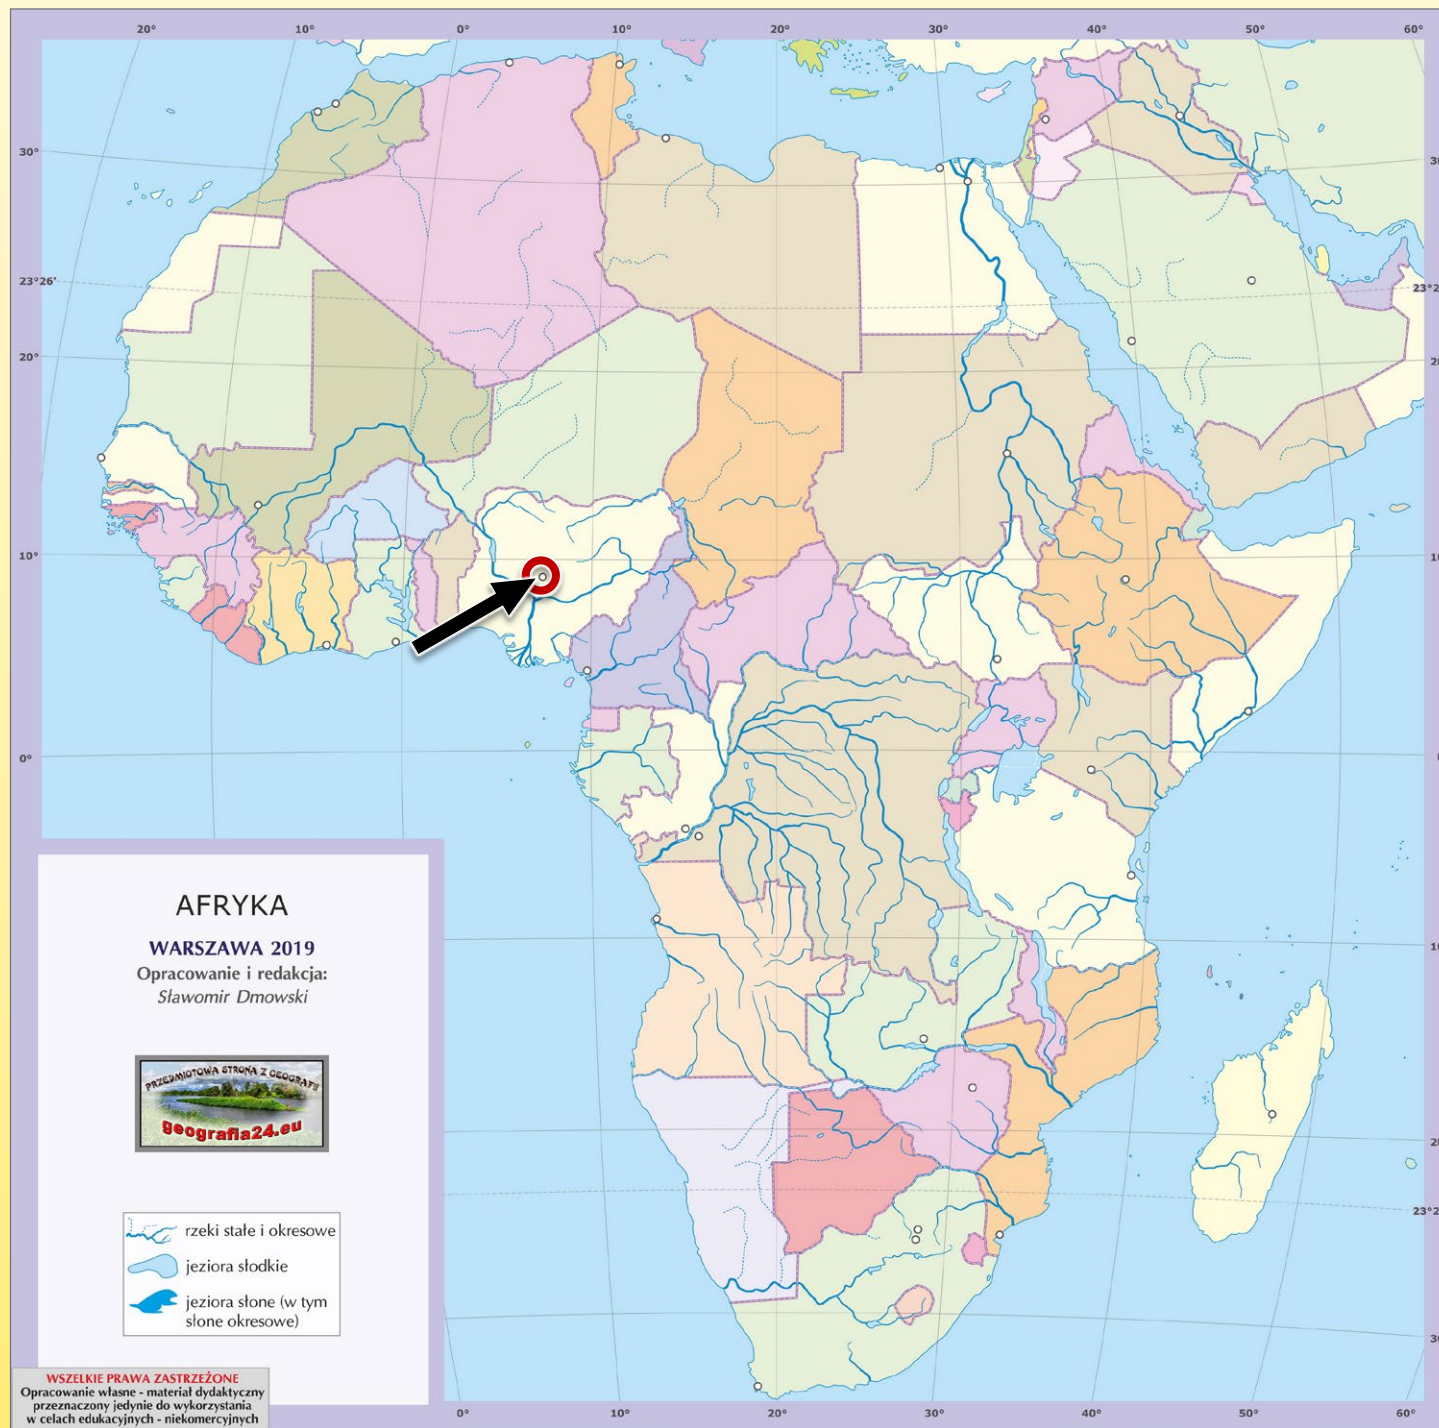 20° 10° 0° 10° 20° 30° 40° 50° 60°
30°
23°26'
20°
10°
0°
AFRYKA
WARSZAWA 2019
Opracowanie i redakcja:
Sławomir Dmowski
PRZEDMIOTOWA STRONA Z GEOGRAFII
geografia24.eu
rzeki stałe i okresowe
jeziora słodkie
jeziora słone (w tym
słone okresowe)
WSZELKIE PRAWA ZASTRZEŻONE
Opracowanie własne - materiał dydaktyczny
przeznaczony jedynie do wykorzystania
w celach edukacyjnych - niekomercyjnych
0° 10° 20° 30° 40° 50° 60°